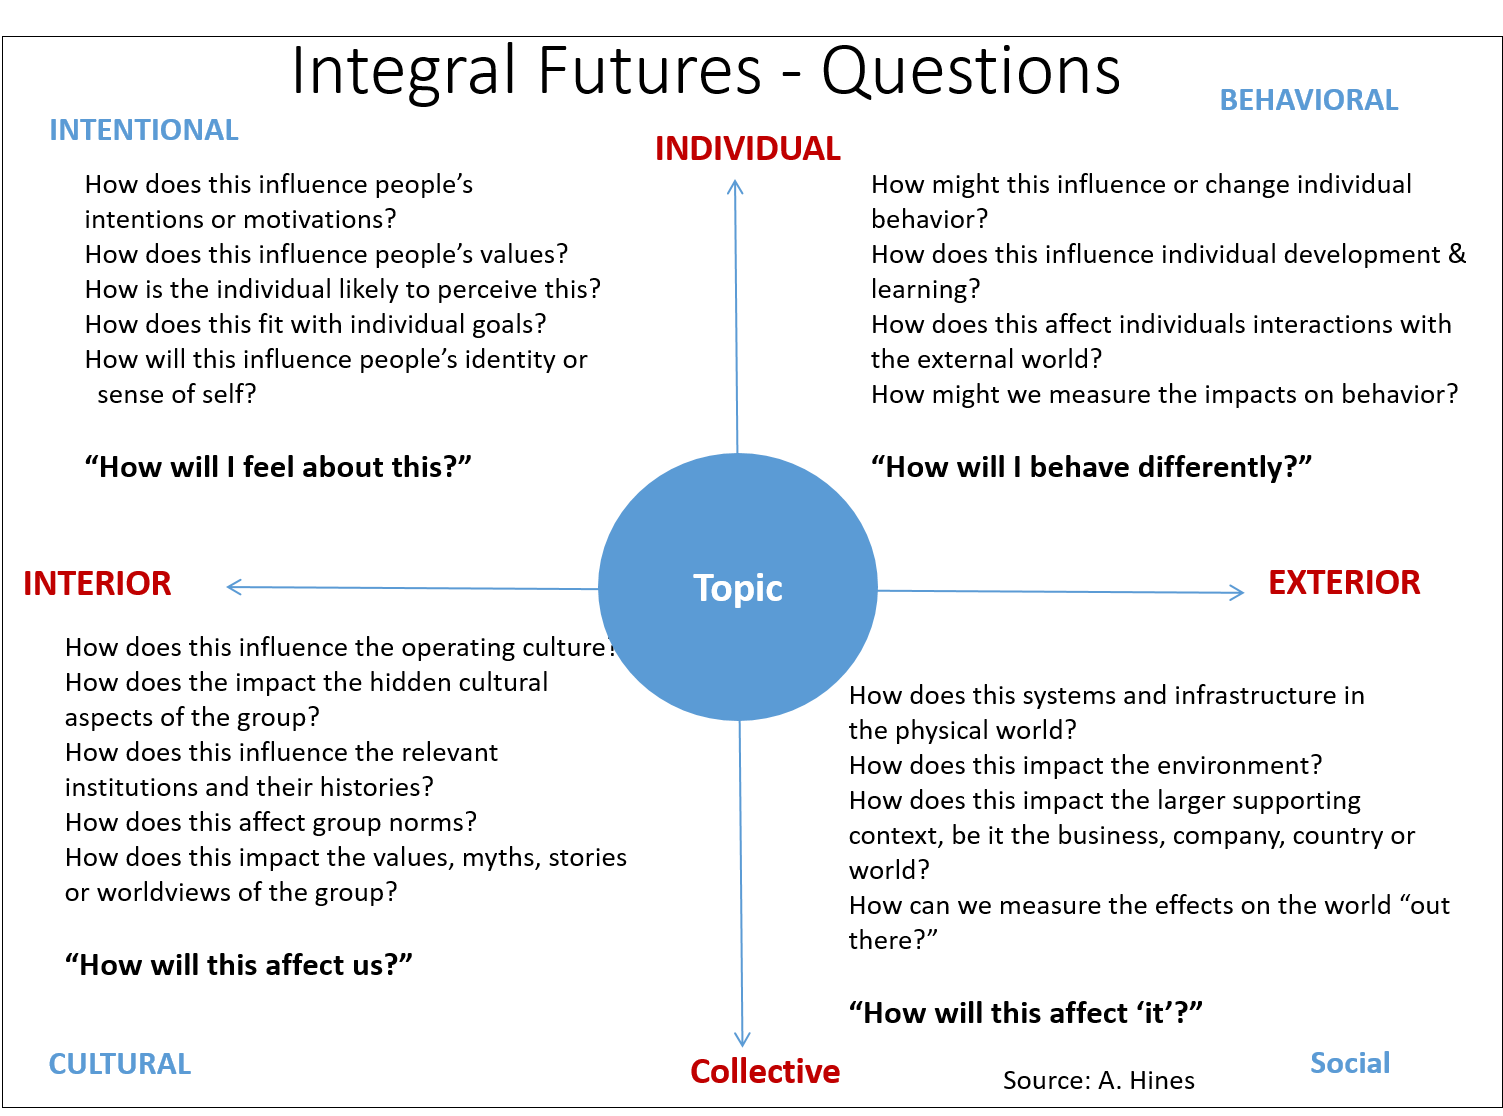 Integral Futures - Questions
INTENTIONAL
BEHAVIORAL
INDIVIDUAL
How does this influence people’s
intentions or motivations?
How does this influence people’s values?
How is the individual likely to perceive this?
How does this fit with individual goals?
How will this influence people’s identity or
sense of self?
“How will I feel about this?”
How might this influence or change individual
behavior?
How does this influence individual development &
learning?
How does this affect individuals interactions with
the external world?
How might we measure the impacts on behavior?
“How will I behave differently?”
INTERIOR
Topic
EXTERIOR
How does this influence the operating culture?
How does the impact the hidden cultural
aspects of the group?
How does this influence the relevant
institutions and their histories?
How does this affect group norms?
How does this impact the values, myths, stories
or worldviews of the group?
“How will this affect us?”
How does this systems and infrastructure in
the physical world?
How does this impact the environment?
How does this impact the larger supporting
context, be it the business, company, country or
world?
How can we measure the effects on the world “out
there?”
“How will this affect ‘it’?”
CULTURAL
Collective
Source: A. Hines
Social